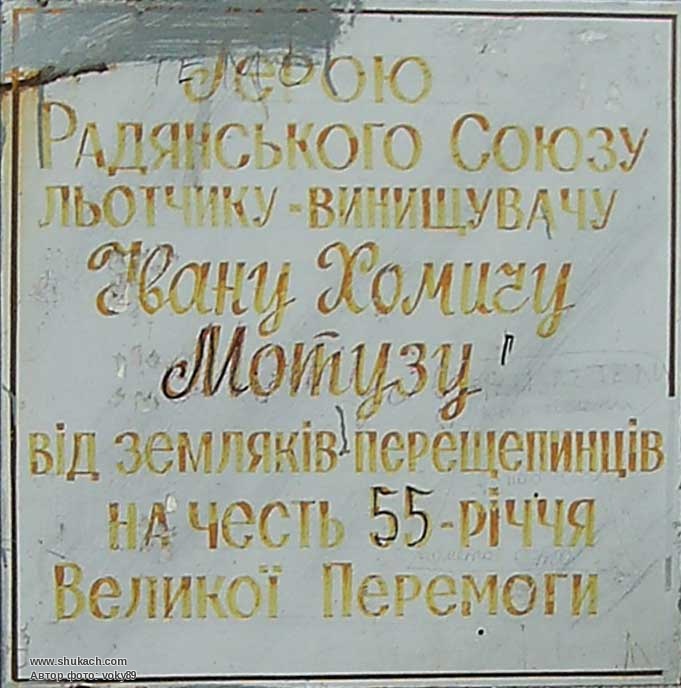 Герою
Радянського Союзу
льотчику-винищувачу
Івану Хомичу
Мотузу
від земляків перещепинців
на честь 55-річчя
Великої Перемоги
www.shukach.com
Автор фото: voky89